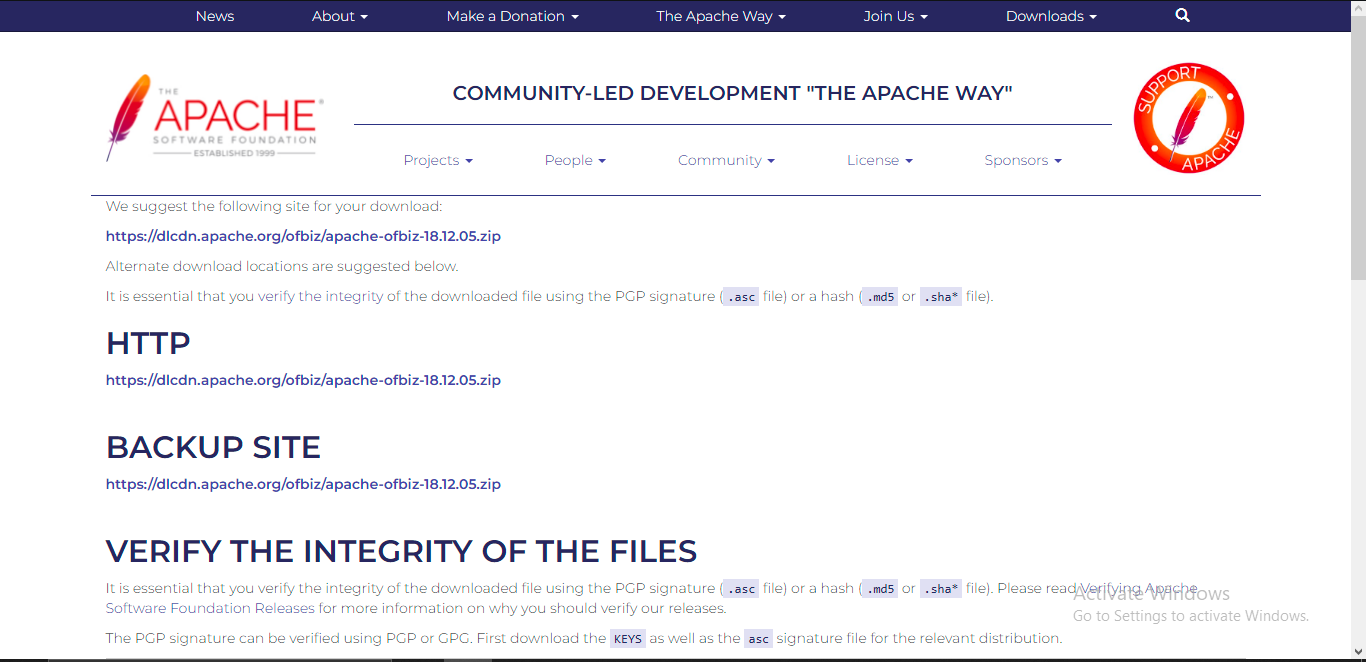 News About Make a Donation The Apache Way Join Us Downloads
THE
APACHE®
SOFTWARE FOUNDATION
ESTABLISHED 1999
COMMUNITY-LED DEVELOPMENT "THE APACHE WAY"
SUPPORT
APACHE
™
Projects People Community License Sponsors
We suggest the following site for your download:
https://dlcdn.apache.org/ofbiz/apache-ofbiz-18.12.05.zip
Alternate download locations are suggested below.
It is essential that you verify the integrity of the downloaded file using the PGP signature ( .asc file) or a hash ( .md5 or .sha* file).
HTTP
https://dlcdn.apache.org/ofbiz/apache-ofbiz-18.12.05.zip
BACKUP SITE
https://dlcdn.apache.org/ofbiz/apache-ofbiz-18.12.05.zip
VERIFY THE INTEGRITY OF THE FILES
It is essential that you verify the integrity of the downloaded file using the PGP signature ( .asc file) or a hash ( .md5 or .sha* file). Please read Verifying Apache
Software Foundation Releases for more information on why you should verify our releases.
The PGP signature can be verified using PGP or GPG. First download the KEYS as well as the asc signature file for the relevant distribution.
Activate Windows
Go to Settings to activate Windows.